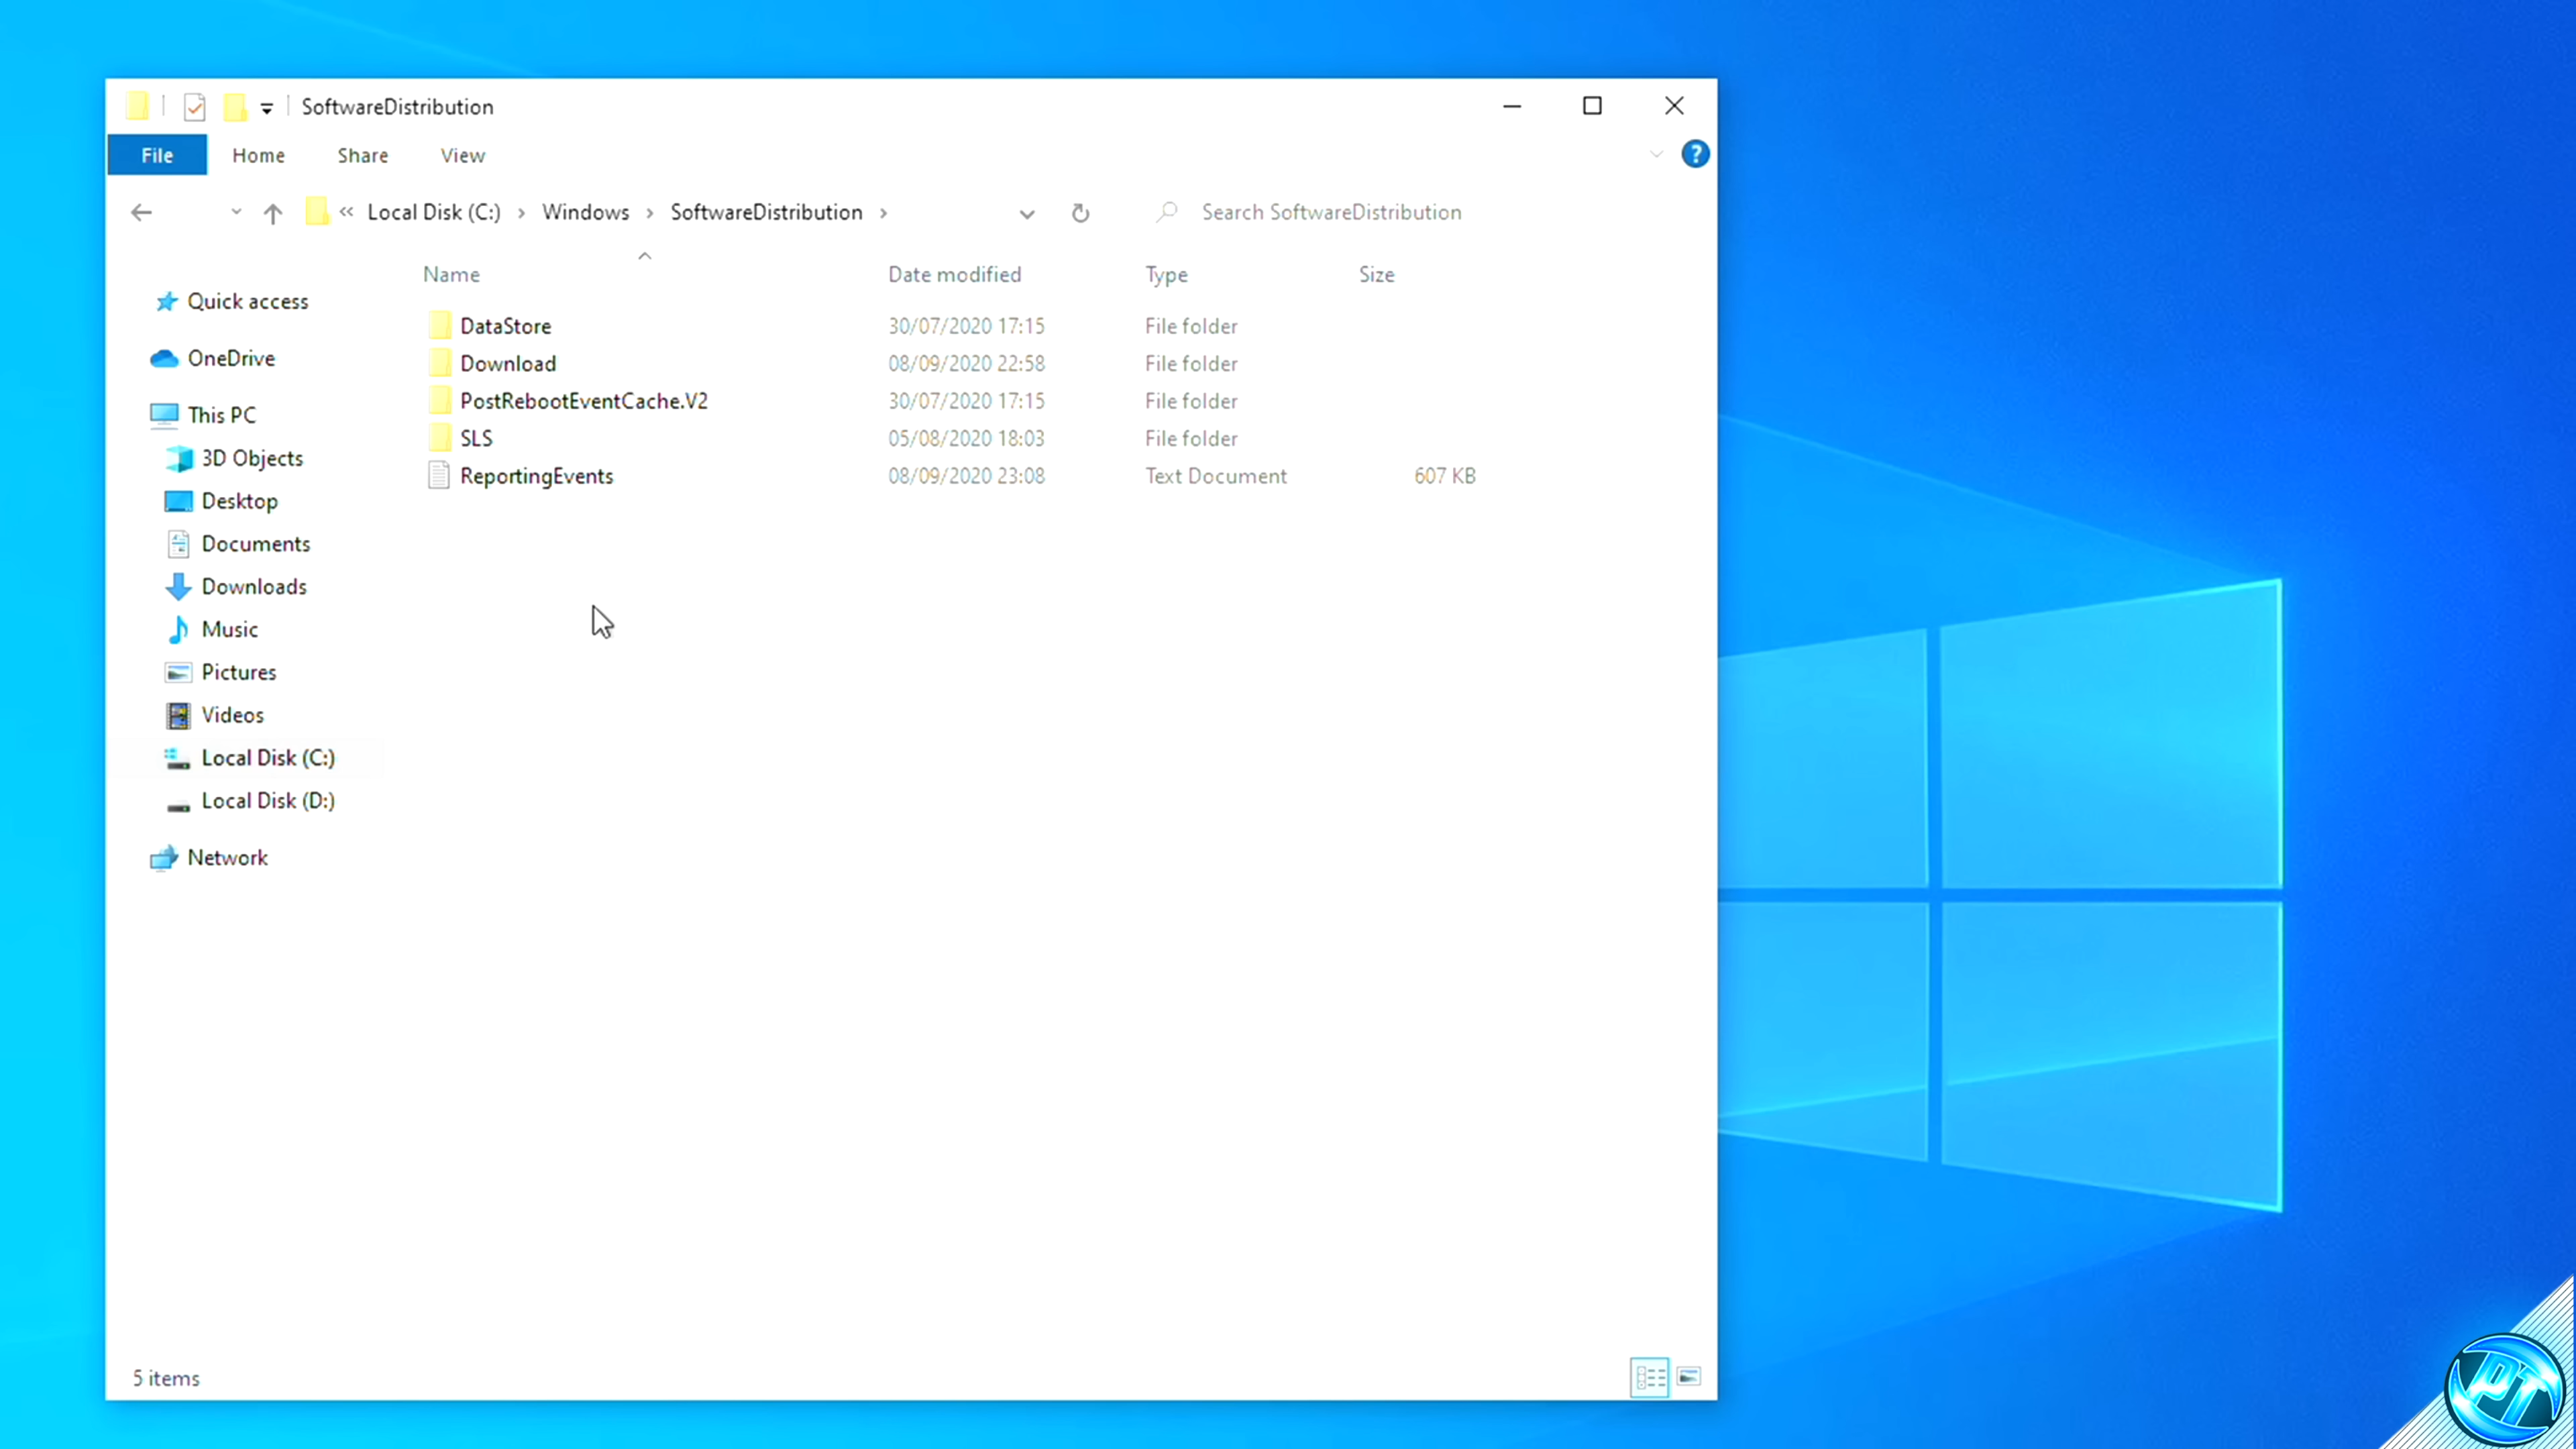 SoftwareDistribution
File Home Share View ?
« Local Disk (C:) › Windows › SoftwareDistribution › Search SoftwareDistribution
Name Date modified Type Size
Quick access
OneDrive
This PC
3D Objects
Desktop
Documents
Downloads
Music
Pictures
Videos
Local Disk (C:)
Local Disk (D:)
Network
DataStore 30/07/2020 17:15 File folder
Download 08/09/2020 22:58 File folder
PostRebootEventCache.V2 30/07/2020 17:15 File folder
SLS 05/08/2020 18:03 File folder
ReportingEvents 08/09/2020 23:08 Text Document 607 KB
5 items
PT